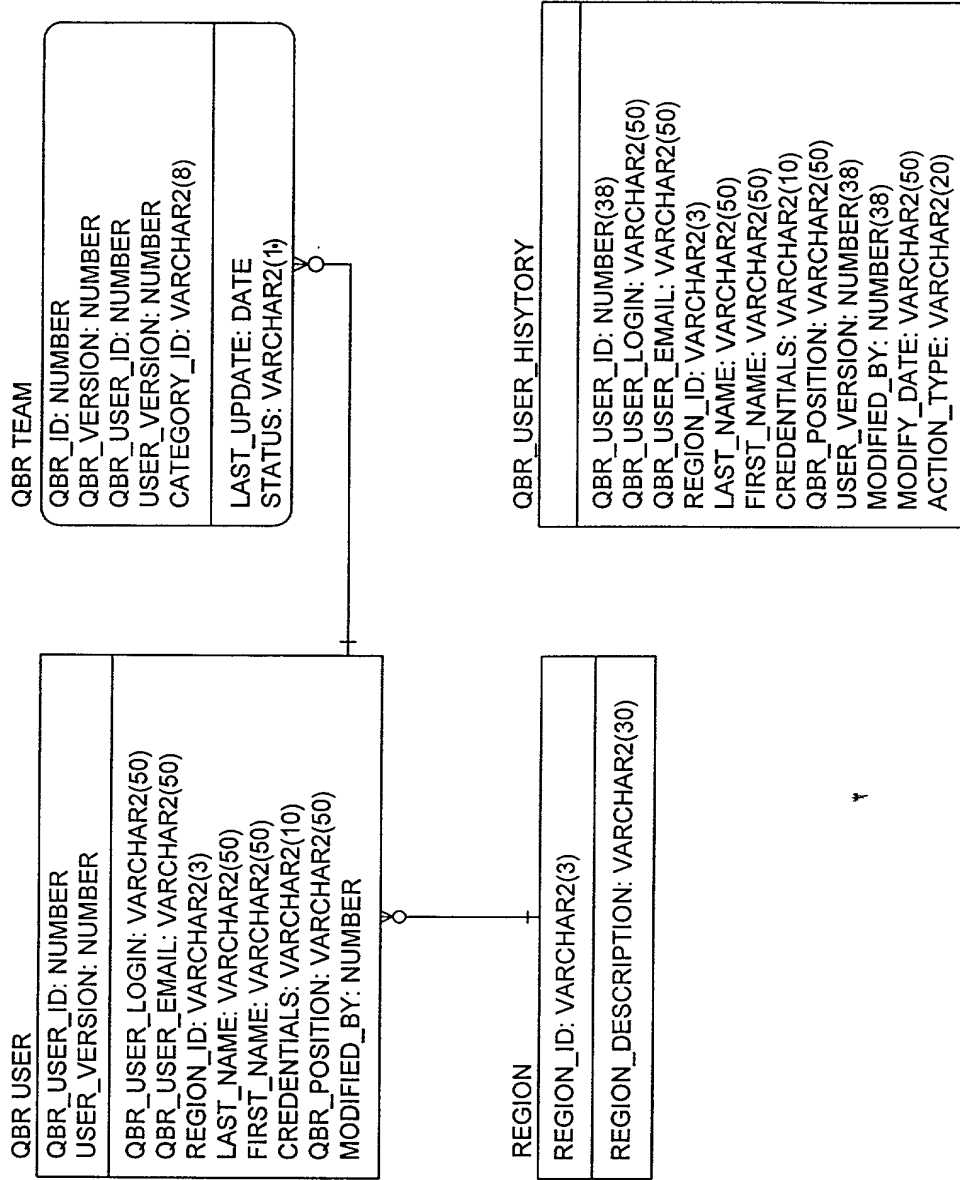 QBR USER
QBR_USER_ID: NUMBER
USER_VERSION: NUMBER
QBR_USER_LOGIN: VARCHAR2(50)
QBR_USER_EMAIL: VARCHAR2(50)
REGION_ID: VARCHAR2(3)
LAST_NAME: VARCHAR2(50)
FIRST_NAME: VARCHAR2(50)
CREDENTIALS: VARCHAR2(10)
QBR_POSITION: VARCHAR2(50)
MODIFIED_BY: NUMBER
QBR TEAM
QBR_ID: NUMBER
QBR_VERSION: NUMBER
QBR_USER_ID: NUMBER
USER_VERSION: NUMBER
CATEGORY_ID: VARCHAR2(8)
LAST_UPDATE: DATE
STATUS: VARCHAR2(1)
REGION
REGION_ID: VARCHAR2(3)
REGION_DESCRIPTION: VARCHAR2(30)
QBR_USER_HISYTORY
QBR_USER_ID: NUMBER(38)
QBR_USER_LOGIN: VARCHAR2(50)
QBR_USER_EMAIL: VARCHAR2(50)
REGION_ID: VARCHAR2(3)
LAST_NAME: VARCHAR2(50)
FIRST_NAME: VARCHAR2(50)
CREDENTIALS: VARCHAR2(10)
QBR_POSITION: VARCHAR2(50)
USER_VERSION: NUMBER(38)
MODIFIED_BY: NUMBER(38)
MODIFY_DATE: VARCHAR2(50)
ACTION_TYPE: VARCHAR2(20)